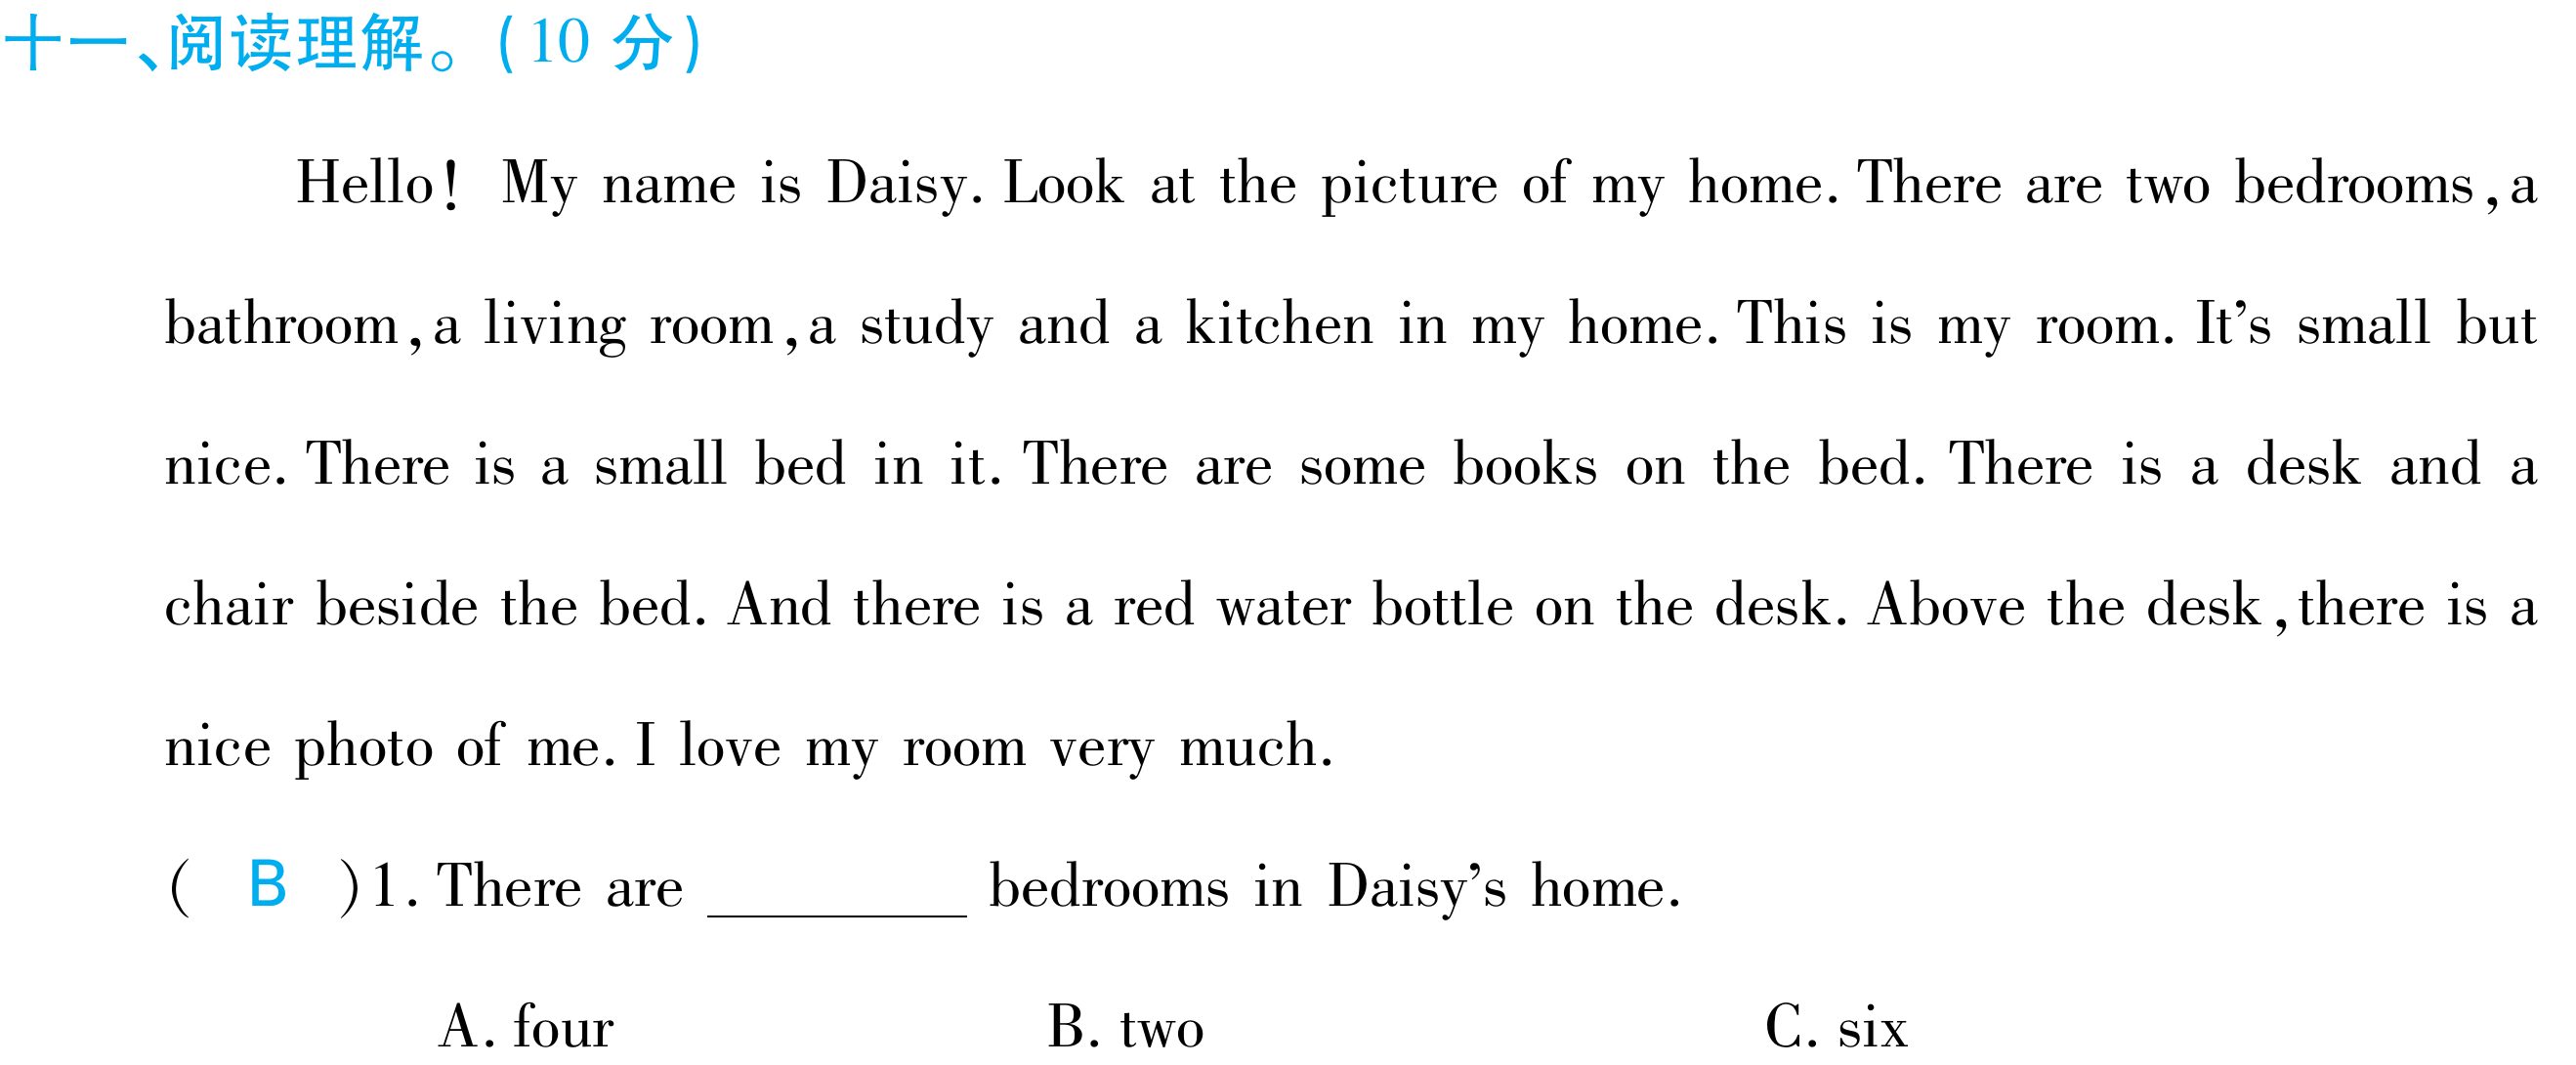 十一、阅读理解。(10 分)
Hello! My name is Daisy. Look at the picture of my home. There are two bedrooms, a
bathroom, a living room, a study and a kitchen in my home. This is my room. It's small but
nice. There is a small bed in it. There are some books on the bed. There is a desk and a
chair beside the bed. And there is a red water bottle on the desk. Above the desk, there is a
nice photo of me. I love my room very much.
( B )1. There are ________ bedrooms in Daisy's home.
A. four B. two C. six